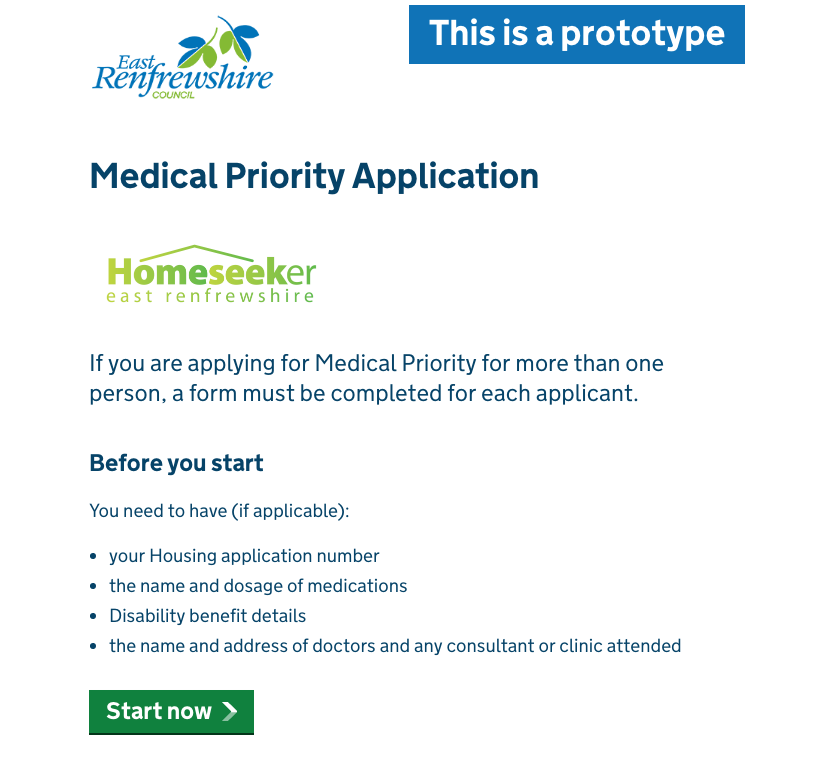 East
Renfrewshire
COUNCIL
This is a prototype
Medical Priority Application
Homeseeker
east renfrewshire
If you are applying for Medical Priority for more than one
person, a form must be completed for each applicant.
Before you start
You need to have (if applicable):
• your Housing application number
• the name and dosage of medications
• Disability benefit details
• the name and address of doctors and any consultant or clinic attended
Start now